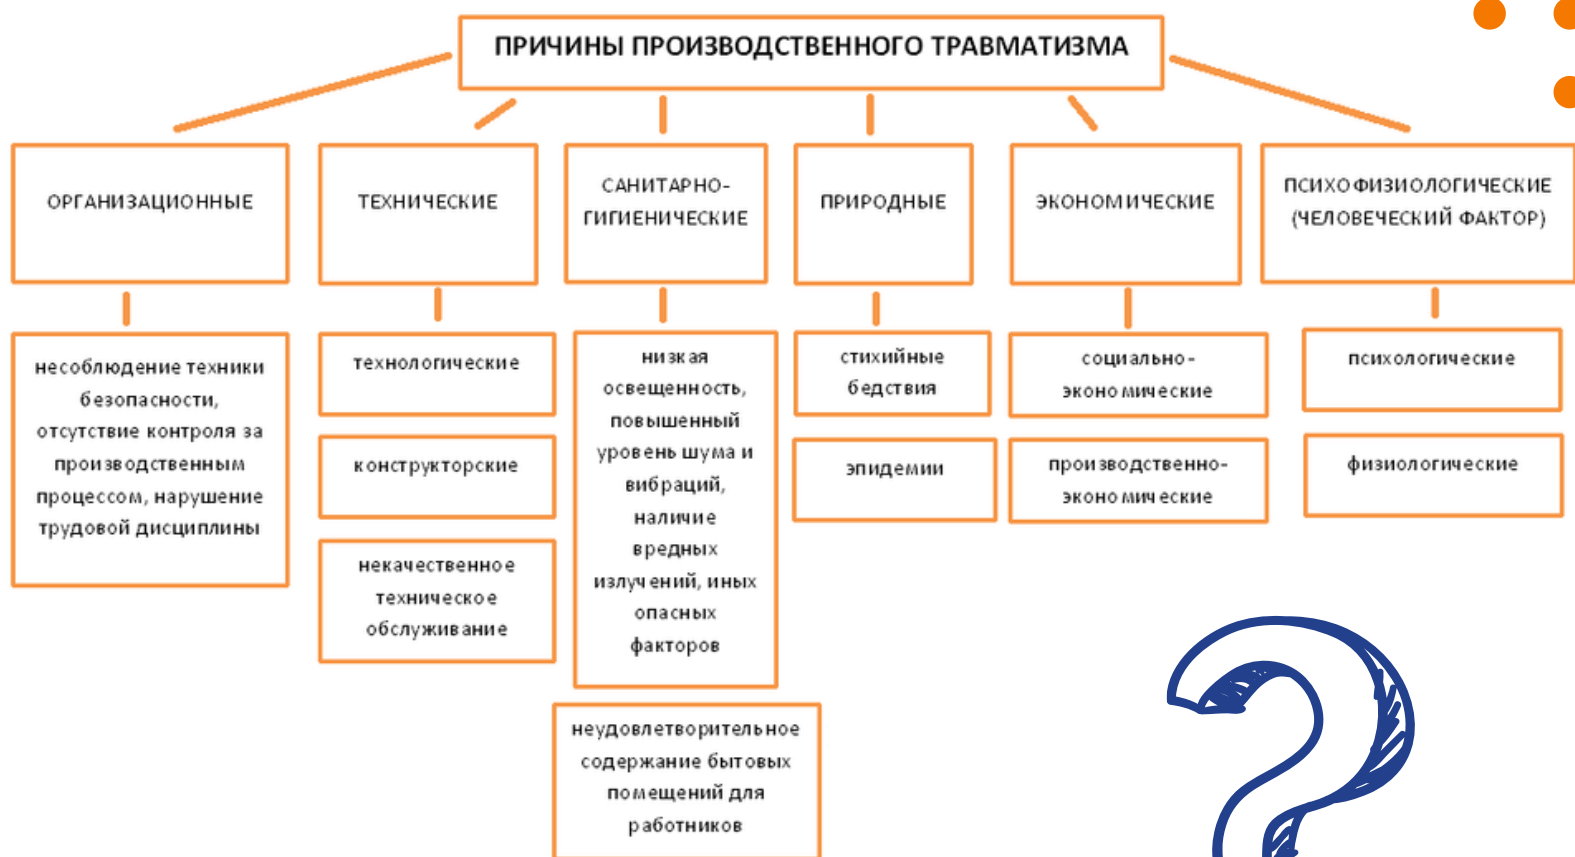 ПРИЧИНЫ ПРОИЗВОДСТВЕННОГО ТРАВМАТИЗМА
ОРГАНИЗАЦИОННЫЕ
ТЕХНИЧЕСКИЕ
САНИТАРНО-
ГИГИЕНИЧЕСКИЕ
ПРИРОДНЫЕ
ЭКОНОМИЧЕСКИЕ
ПСИХОФИЗИОЛОГИЧЕСКИЕ
(ЧЕЛОВЕЧЕСКИЙ ФАКТОР)
несоблюдение техники
безопасности,
отсутствие контроля за
производственным
процессом, нарушение
трудовой дисциплины
технологические
конструкторские
некачественное
техническое
обслуживание
низкая
освещенность,
повышенный
уровень шума и
вибраций,
наличие
вредных
излучений, иных
опасных
факторов
неудовлетворительное
содержание бытовых
помещений для
работников
стихийные
бедствия
эпидемии
социально-
экономические
производственно-
экономические
психологические
физиологические
?